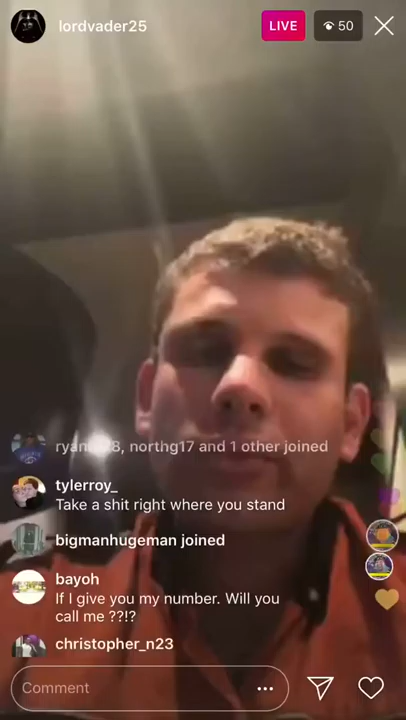 lordvader25
LIVE
50
northg17 and 1 other joined
tylerroy_
Take a shit right where you stand
bigmanhugeman joined
bayoh
If I give you my number. Will you
call me ??!?
christopher_n23
Comment